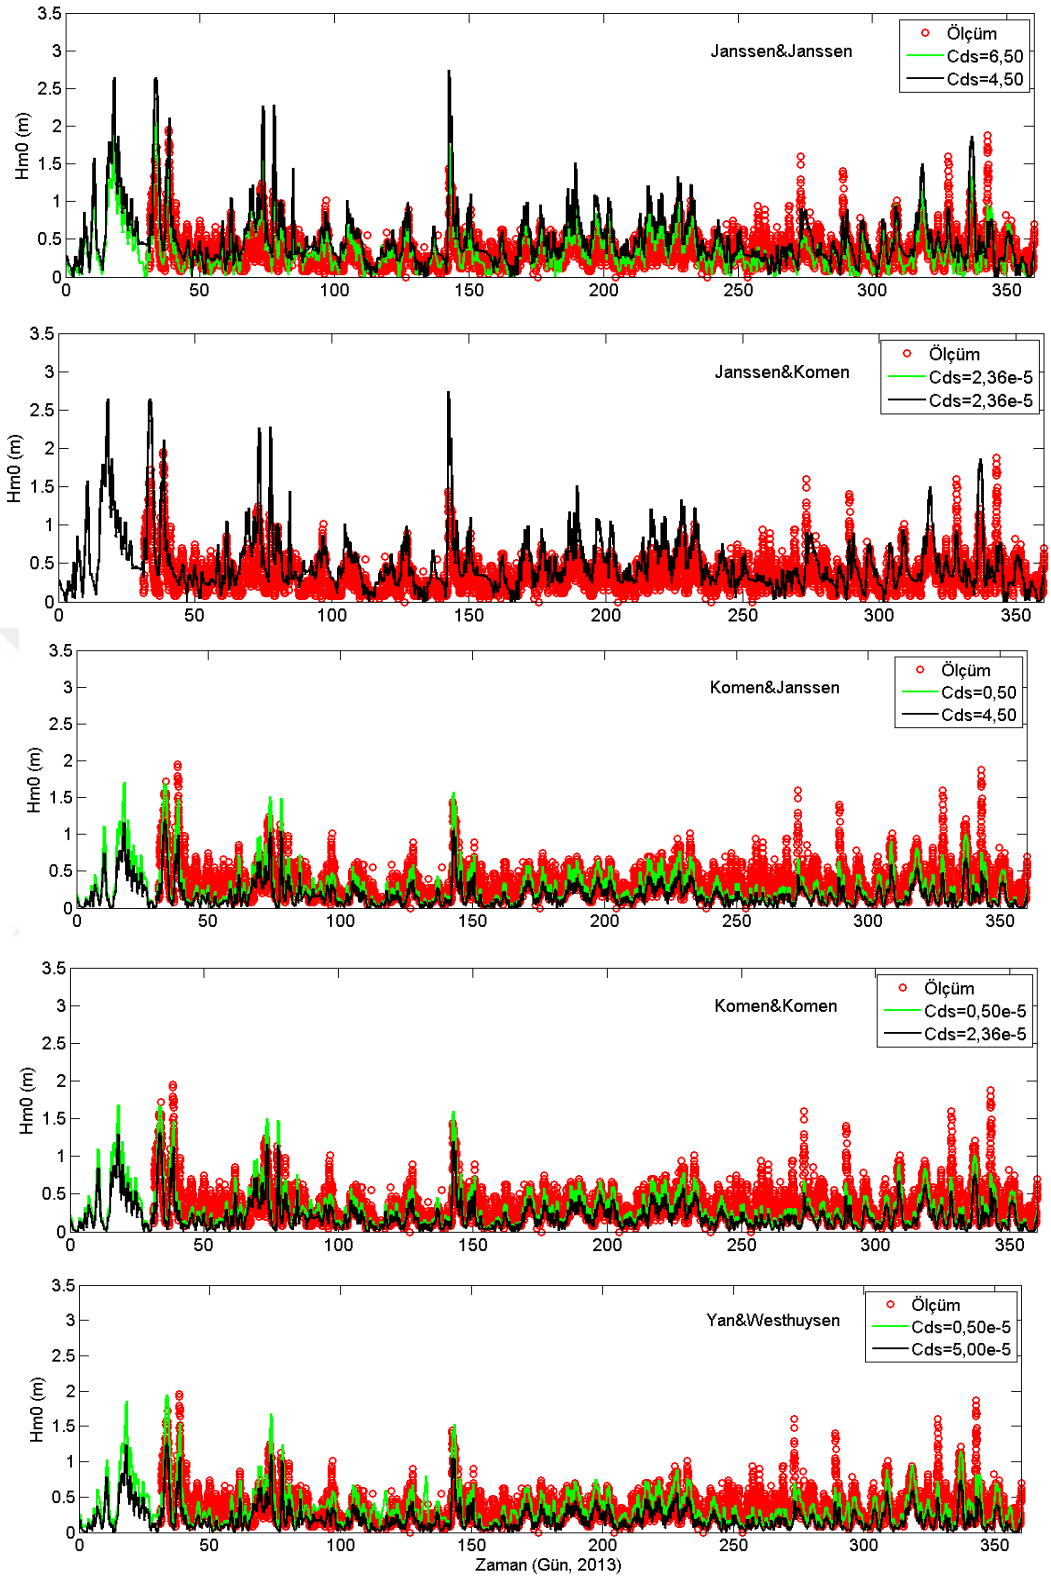 3.5
3
2.5
2
1.5
1
0.5
0
Hm0 (m)
Janssen&Janssen
Ölçüm
Cds=6,50
Cds=4,50
0 50 100 150 200 250 300 350
3.5
3
2.5
2
1.5
1
0.5
0
Hm0 (m)
Janssen&Komen
Ölçüm
Cds=2,36e-5
Cds=2,36e-5
0 50 100 150 200 250 300 350
3.5
3
2.5
2
1.5
1
0.5
0
Hm0 (m)
Komen&Janssen
Ölçüm
Cds=0,50
Cds=4,50
0 50 100 150 200 250 300 350
3.5
3
2.5
2
1.5
1
0.5
0
Hm0 (m)
Komen&Komen
Ölçüm
Cds=0,50e-5
Cds=2,36e-5
0 50 100 150 200 250 300 350
3.5
3
2.5
2
1.5
1
0.5
0
Hm0 (m)
Yan&Westhuysen
Ölçüm
Cds=0,50e-5
Cds=5,00e-5
0 50 100 150 200 250 300 350
Zaman (Gün, 2013)